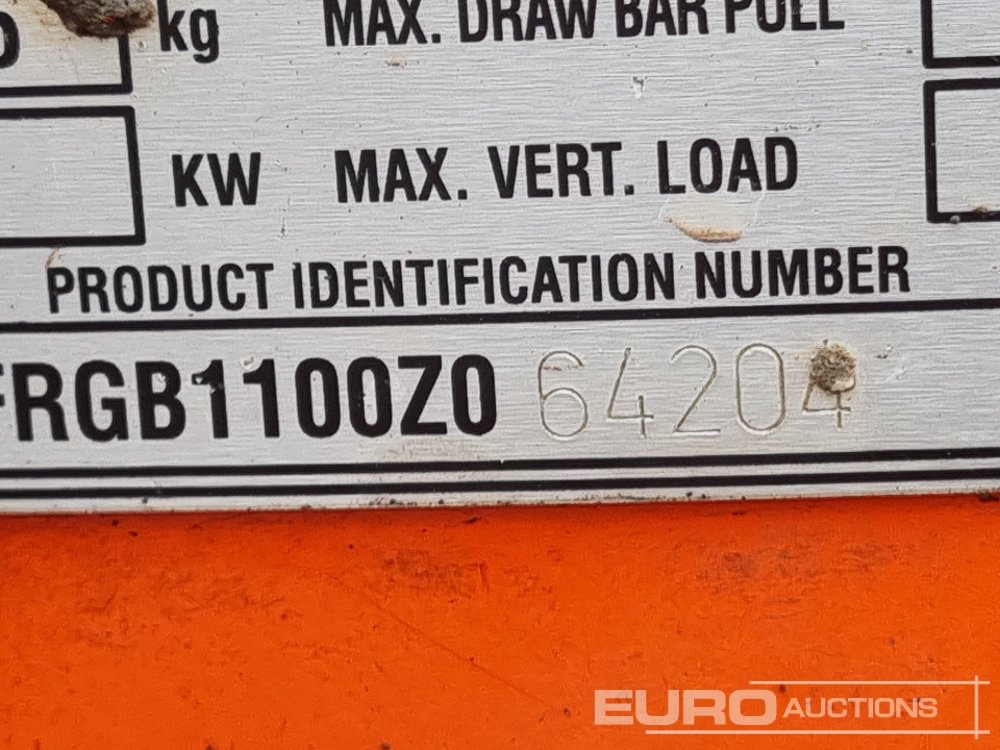 kg MAX. DRAW BAR PULL
KW MAX. VERT. LOAD
PRODUCT IDENTIFICATION NUMBER
FRGB1100Z0 64204
EURO AUCTIONS